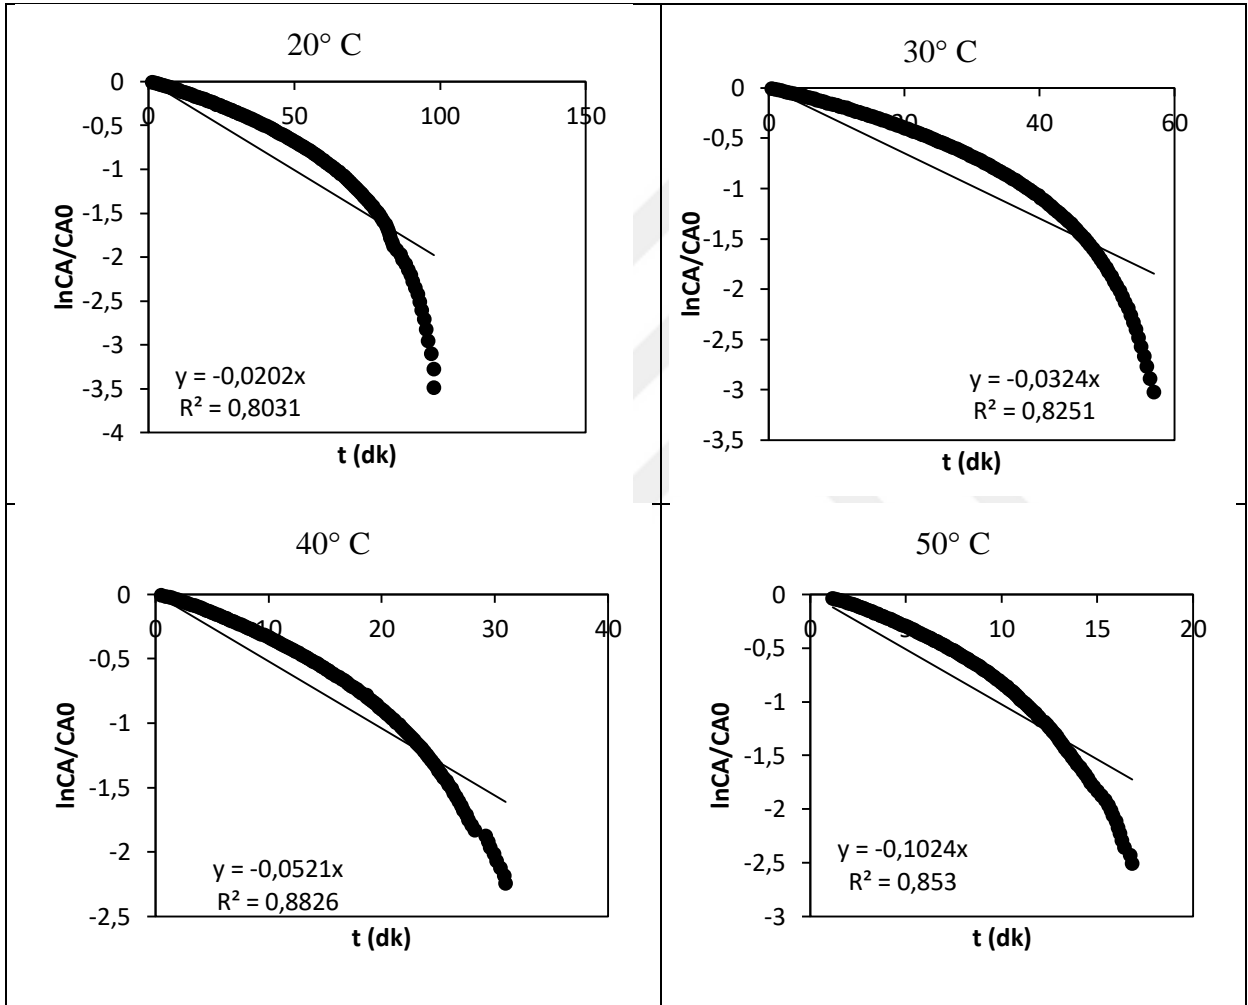 20° C
0
0
50
100
150
-0,5
-1
-1,5
-2
-2,5
-3
-3,5
-4
lnCA/CA0
y = -0,0202x
R² = 0,8031
t (dk)
30° C
0
0
20
40
60
-0,5
-1
-1,5
-2
-2,5
-3
-3,5
lnCA/CA0
y = -0,0324x
R² = 0,8251
t (dk)
40° C
0
0
10
20
30
40
-0,5
-1
-1,5
-2
-2,5
lnCA/CA0
y = -0,0521x
R² = 0,8826
t (dk)
50° C
0
0
5
10
15
20
-0,5
-1
-1,5
-2
-2,5
-3
lnCA/CA0
y = -0,1024x
R² = 0,853
t (dk)